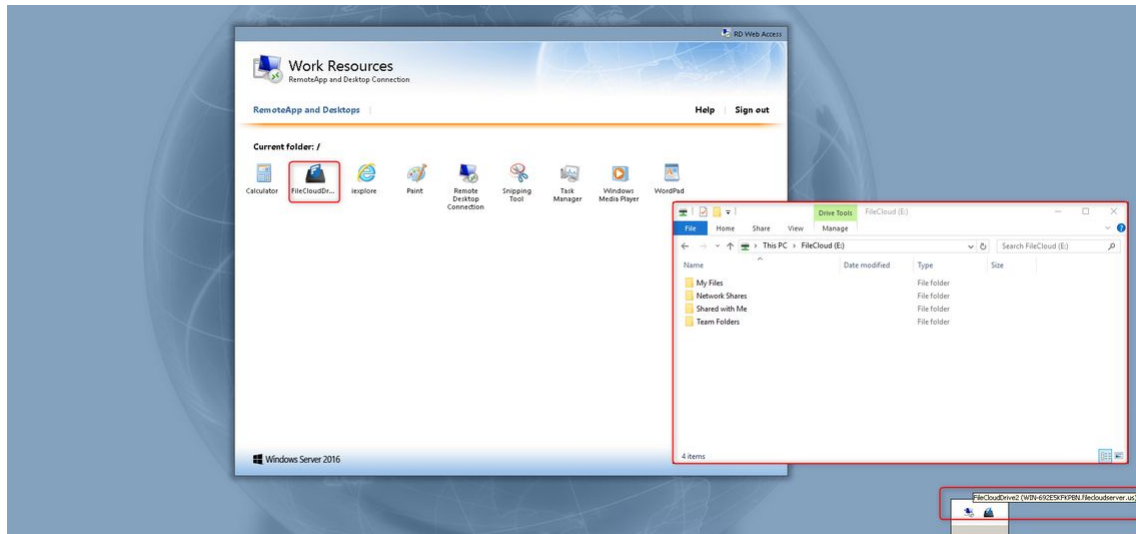 RD Web Access
Work Resources
RemoteApp and Desktop Connection
RemoteApp and Desktops
Help
Sign out
Current folder: /
Calculator
FileCloudDr...
iexplore
Paint
Remote
Desktop
Connection
Snipping
Tool
Task
Manager
Windows
Media Player
WordPad
Drive Tools
FileCloud (E:)
File
Home
Share
View
Manage
This PC > FileCloud (E:)
Search FileCloud (E:)
Name
Date modified
Type
Size
My Files
File folder
Network Shares
File folder
Shared with Me
File folder
Team Folders
File folder
4 items
Windows Server 2016
FileCloudDrive2 (WIN-692E5KFKPBN.filecloudserver.us)